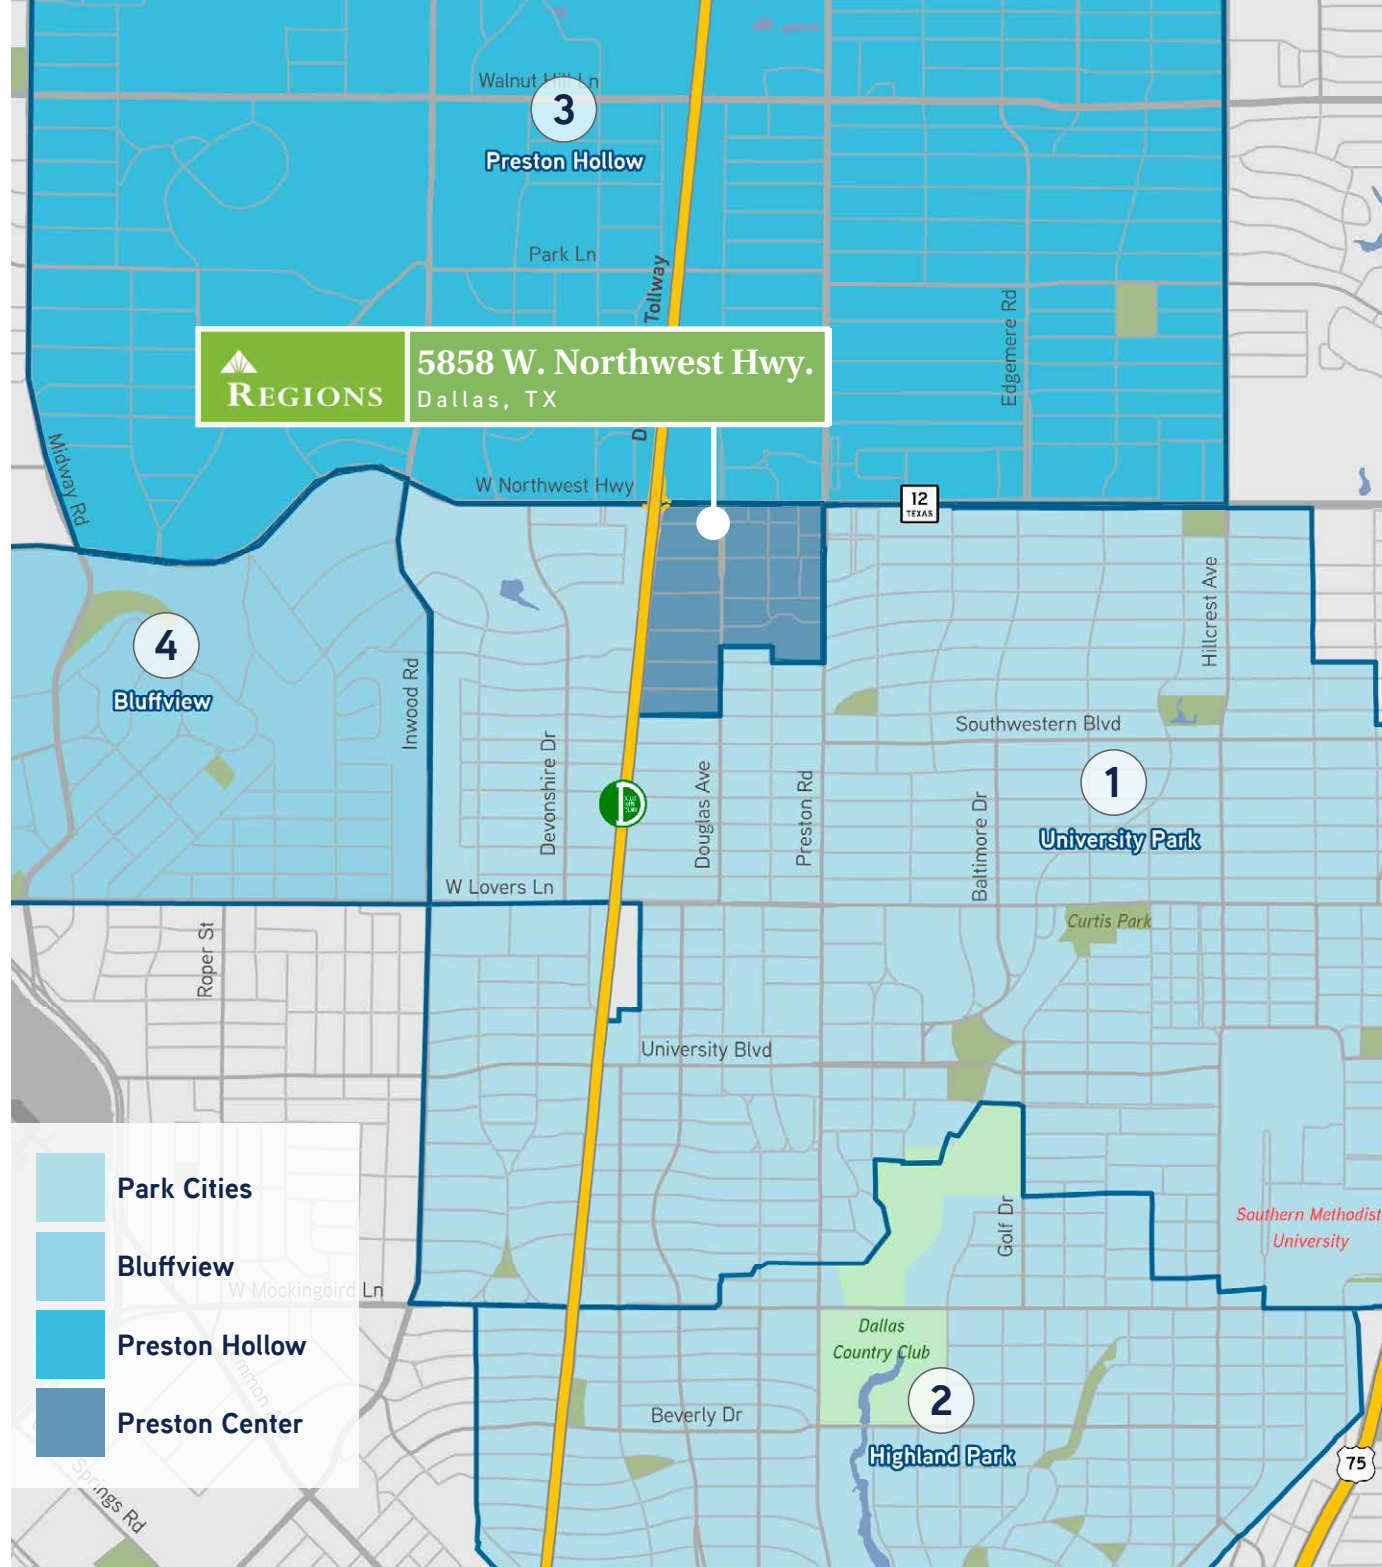 Walnut Hill Ln
3
Preston Hollow
Park Ln
Tollway
D
Edgemere Rd
REGIONS
5858 W. Northwest Hwy.
Dallas, TX
Midway Rd
W Northwest Hwy
12
TEXAS
Hillcrest Ave
4
Bluffview
Inwood Rd
Devonshire Dr
Douglas Ave
Preston Rd
Southwestern Blvd
1
University Park
Baltimore Dr
D
W Lovers Ln
Curtis Park
Roper St
University Blvd
Golf Dr
Southern Methodist
University
Park Cities
Bluffview
W Mockingbird Ln
Preston Hollow
Preston Center
Dallas
Country Club
2
Highland Park
Beverly Dr
75
Springs Rd